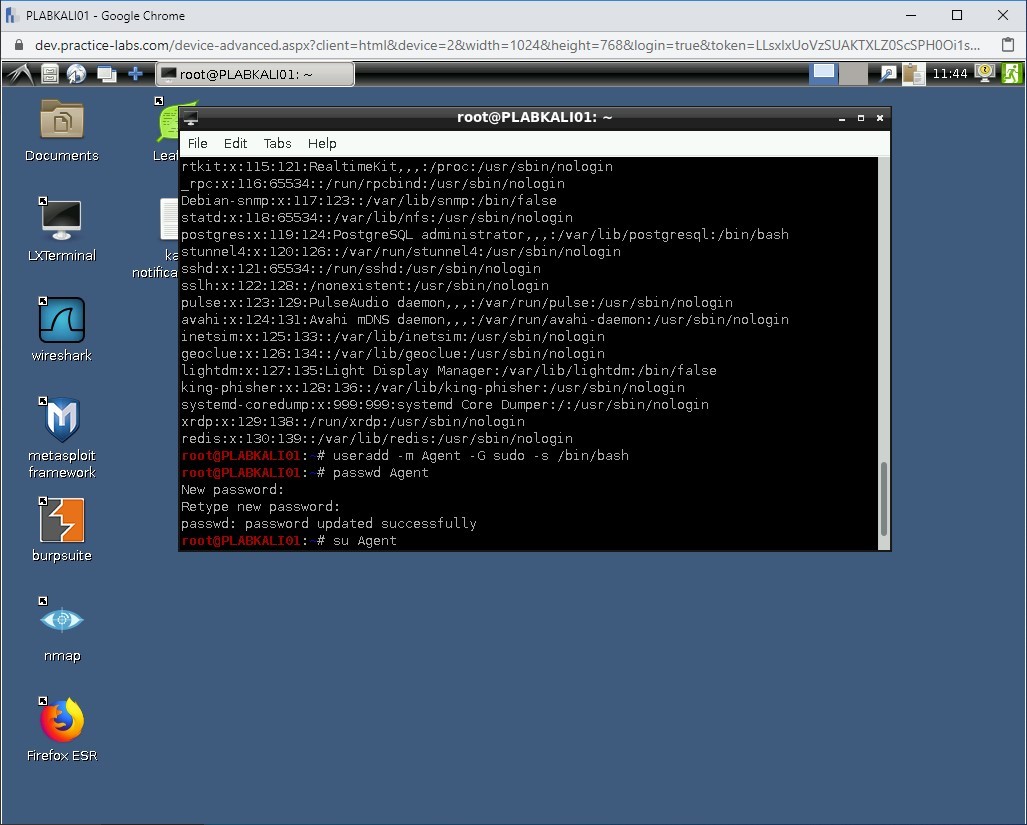 PLABKALI01 - Google Chrome
dev.practice-labs.com/device-advanced.aspx?client=html&device=2&width=1024&height=768&login=true&token=LLsxlxUoVzSUAKTXLZ0ScSPH0Oi1s...
root@PLABKALI01: ~
11:44
Documents
Leaf
LXTerminal
ka
notifica
wireshark
metasploit
framework
burpsuite
nmap
Firefox ESR
root@PLABKALI01: ~
File Edit Tabs Help
rtkit:x:115:121:RealtimeKit,,,:/proc:/usr/sbin/nologin
_rpc:x:116:65534::/run/rpcbind:/usr/sbin/nologin
Debian-snmp:x:117:123::/var/lib/snmp:/bin/false
statd:x:118:65534::/var/lib/nfs:/usr/sbin/nologin
postgres:x:119:124:PostgreSQL administrator,,,:/var/lib/postgresql:/bin/bash
stunnel4:x:120:126::/var/run/stunnel4:/usr/sbin/nologin
sshd:x:121:65534::/run/sshd:/usr/sbin/nologin
sslh:x:122:128::/nonexistent:/usr/sbin/nologin
pulse:x:123:129:PulseAudio daemon,,,:/var/run/pulse:/usr/sbin/nologin
avahi:x:124:131:Avahi mDNS daemon,,,:/var/run/avahi-daemon:/usr/sbin/nologin
inetsim:x:125:133::/var/lib/inetsim:/usr/sbin/nologin
geoclue:x:126:134::/var/lib/geoclue:/usr/sbin/nologin
lightdm:x:127:135:Light Display Manager:/var/lib/lightdm:/bin/false
king-phisher:x:128:136::/var/lib/king-phisher:/usr/sbin/nologin
systemd-coredump:x:999:999:systemd Core Dumper:/:/usr/sbin/nologin
xrdp:x:129:138::/run/xrdp:/usr/sbin/nologin
redis:x:130:139::/var/lib/redis:/usr/sbin/nologin
root@PLABKALI01:~# useradd -m Agent -G sudo -s /bin/bash
root@PLABKALI01:~# passwd Agent
New password:
Retype new password:
passwd: password updated successfully
root@PLABKALI01:~# su Agent